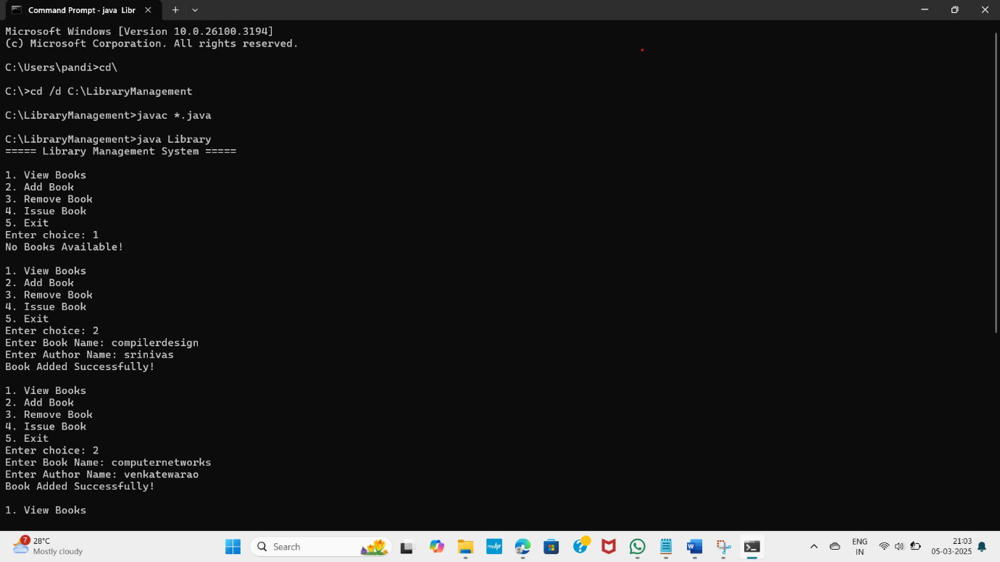 Command Prompt - java Libr
Microsoft Windows [Version 10.0.26100.3194]
(c) Microsoft Corporation. All rights reserved.
C:\Users\pandi>cd\
C:\>cd /d C:\LibraryManagement
C:\LibraryManagement>javac *.java
C:\LibraryManagement>java Library
===== Library Management System =====
1. View Books
2. Add Book
3. Remove Book
4. Issue Book
5. Exit
Enter choice: 1
No Books Available!
1. View Books
2. Add Book
3. Remove Book
4. Issue Book
5. Exit
Enter choice: 2
Enter Book Name: compilerdesign
Enter Author Name: srinivas
Book Added Successfully!
1. View Books
2. Add Book
3. Remove Book
4. Issue Book
5. Exit
Enter choice: 2
Enter Book Name: computernetworks
Enter Author Name: venkatewarao
Book Added Successfully!
1. View Books
7
28°C
Mostly cloudy
Search
myhp
W
ENG
IN
21:03
05-03-2025